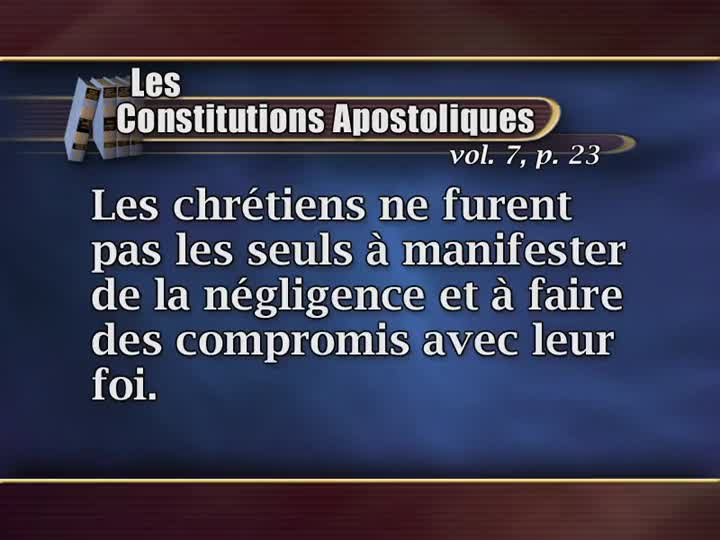 Les
Constitutions Apostoliques
vol. 7, p. 23
Les chrétiens ne furent
pas les seuls à manifester
de la négligence et à faire
des compromis avec leur
foi.